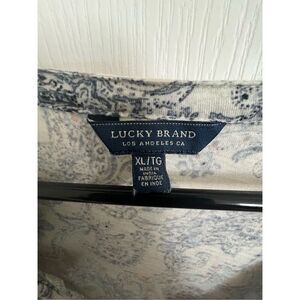 LUCKY BRAND
LOS ANGELES CA
XL/TG
MADE IN
INDIA
FABRIQUE
EN INDE